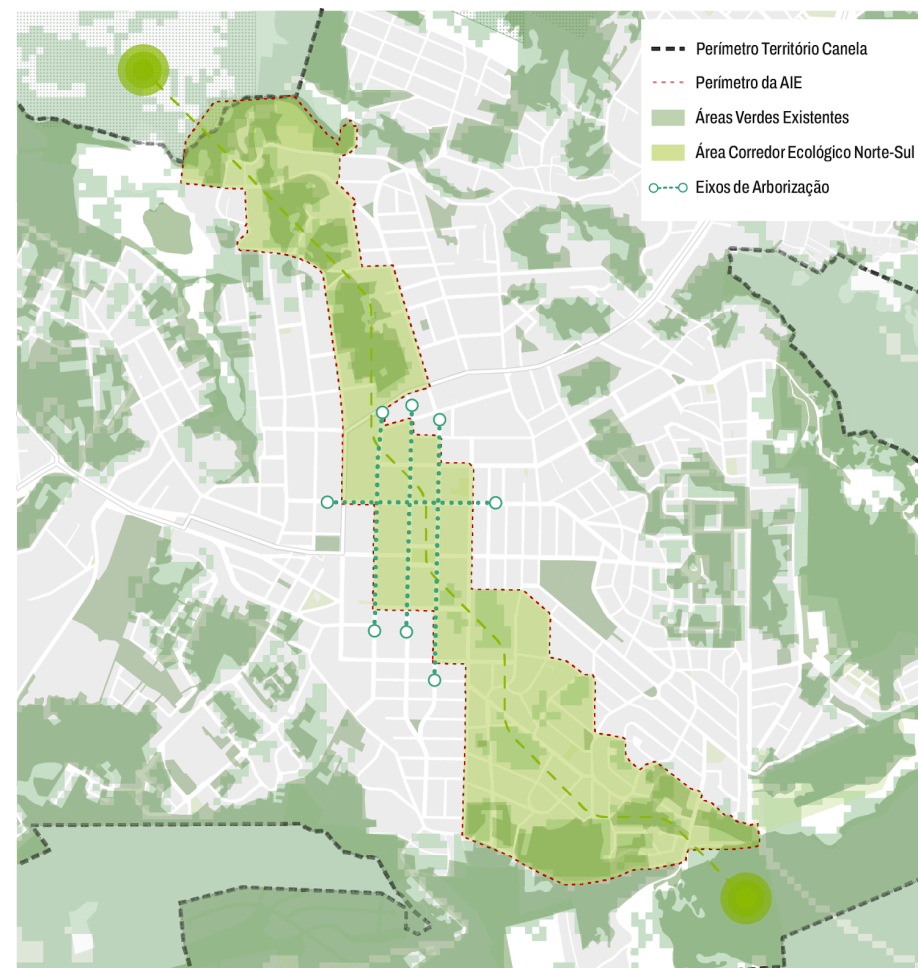 Perímetro Território Canela
Perímetro da AIE
Áreas Verdes Existentes
Área Corredor Ecológico Norte-Sul
Eixos de Arborização